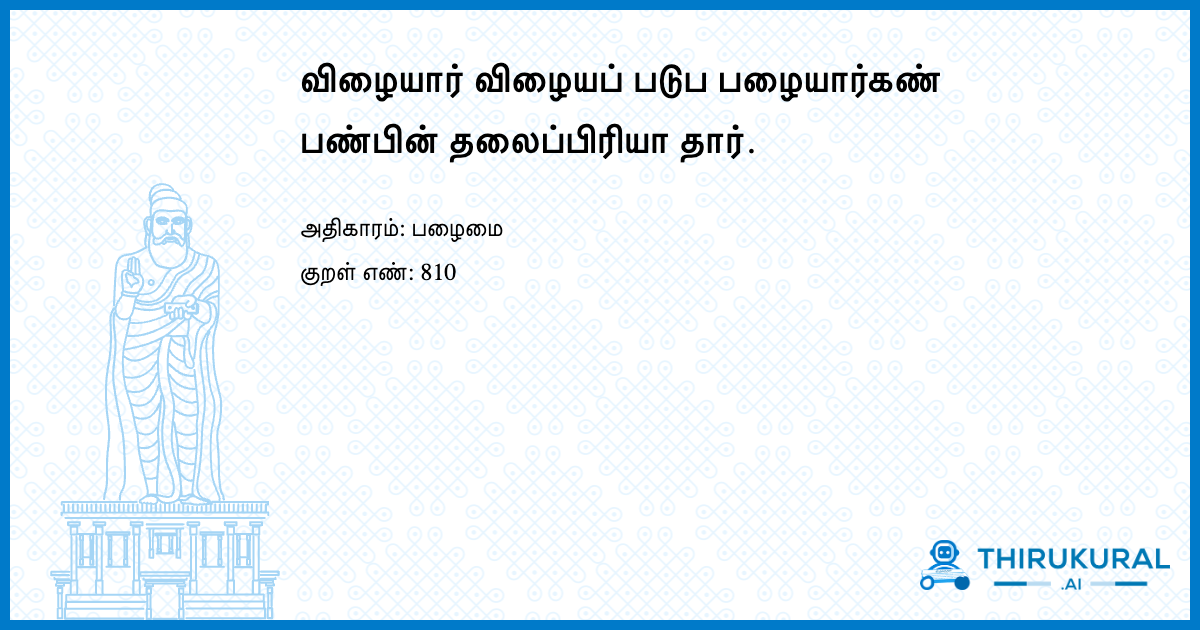 விழையார் விழையப் படுப பழையார்கண்
பண்பின் தலைப்பிரியா தார்.
அதிகாரம்: பழைமை
குறள் எண்: 810
THIRUKURAL
.AI